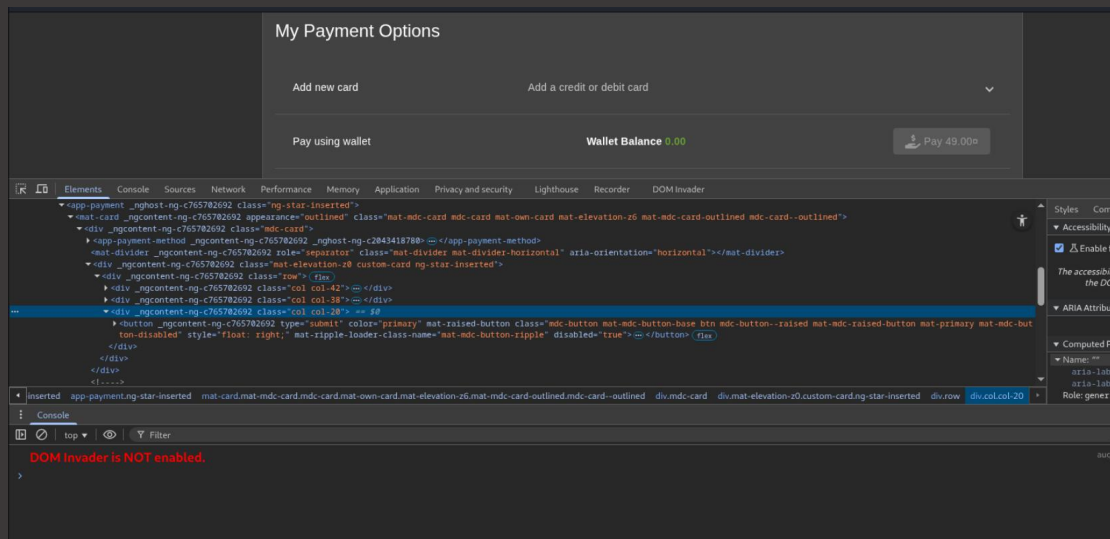 My Payment Options
Add new card Add a credit or debit card
Pay using wallet Wallet Balance 0.00 Pay 49.00¤
Elements Console Sources Network Performance Memory Application Privacy and security Lighthouse Recorder DOM Invader
▼<app-payment _nghost-ng-c765702692 class="ng-star-inserted">
▼<mat-card _ngcontent-ng-c765702692 appearance="outlined" class="mat-mdc-card mdc-card mat-own-card mat-elevation-z6 mat-mdc-card-outlined mdc-card--outlined">
▼<div _ngcontent-ng-c765702692 class="mdc-card">
▶<app-payment-method _ngcontent-ng-c765702692 _nghost-ng-c2043418780>⋯</app-payment-method>
<mat-divider _ngcontent-ng-c765702692 role="separator" class="mat-divider mat-divider-horizontal" aria-orientation="horizontal"></mat-divider>
▼<div _ngcontent-ng-c765702692 class="mat-elevation-z0 custom-card ng-star-inserted">
▼<div _ngcontent-ng-c765702692 class="row"> flex
▶<div _ngcontent-ng-c765702692 class="col col-42">⋯</div>
▶<div _ngcontent-ng-c765702692 class="col col-38">⋯</div>
▼<div _ngcontent-ng-c765702692 class="col col-20"> == $0
▶<button _ngcontent-ng-c765702692 type="submit" color="primary" mat-raised-button class="mdc-button mat-mdc-button-base btn mdc-button--raised mat-mdc-raised-button mat-primary mat-mdc-but
ton-disabled" style="float: right;" mat-ripple-loader-class-name="mat-mdc-button-ripple" disabled="true">⋯</button> flex
</div>
</div>
</div>
<!---->
inserted app-payment.ng-star-inserted mat-card.mat-mdc-card.mdc-card.mat-own-card.mat-elevation-z6.mat-mdc-card-outlined.mdc-card--outlined div.mdc-card div.mat-elevation-z0.custom-card.ng-star-inserted div.row div.col.col-20
Styles Com
▼ Accessibility
Enable
The accessibi
the DO
▼ ARIA Attribu
▼ Computed P
▼Name: ""
aria-lab
aria-lab
Role: gener
Console
top ▼ Filter
DOM Invader is NOT enabled.
>